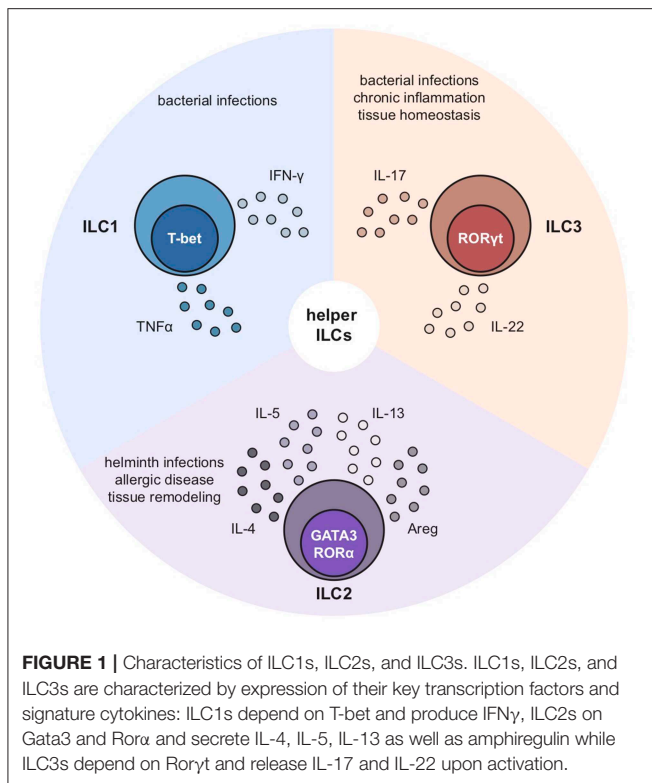 bacterial infections
IFN-γ
ILC1
T-bet
TNFα
bacterial infections
chronic inflammation
tissue homeostasis
IL-17
RORγt
ILC3
IL-22
helper
ILCs
IL-5
IL-13
helminth infections
allergic disease
tissue remodeling
IL-4
Areg
GATA3
RORα
ILC2
FIGURE 1 | Characteristics of ILC1s, ILC2s, and ILC3s. ILC1s, ILC2s, and
ILC3s are characterized by expression of their key transcription factors and
signature cytokines: ILC1s depend on T-bet and produce IFNγ, ILC2s on
Gata3 and Rorα and secrete IL-4, IL-5, IL-13 as well as amphiregulin while
ILC3s depend on Rorγt and release IL-17 and IL-22 upon activation.